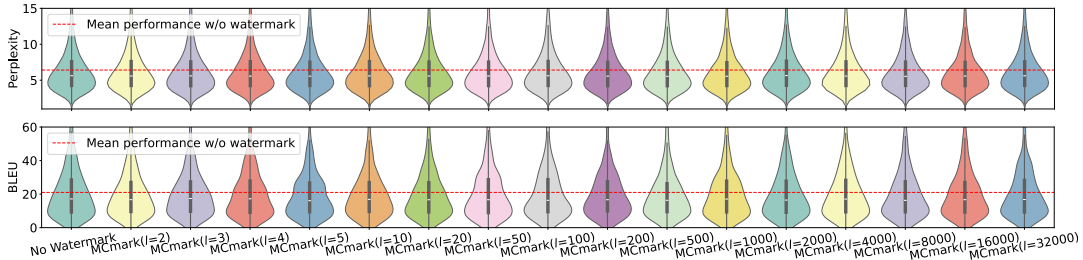 15
10
5
Perplexity
Mean performance w/o watermark
60
40
20
0
BLEU
Mean performance w/o watermark
No Watermark
MCmark(l=2)
MCmark(l=3)
MCmark(l=4)
MCmark(l=5)
MCmark(l=10)
MCmark(l=20)
MCmark(l=50)
MCmark(l=100)
MCmark(l=200)
MCmark(l=500)
MCmark(l=1000)
MCmark(l=2000)
MCmark(l=4000)
MCmark(l=8000)
MCmark(l=16000)
MCmark(l=32000)